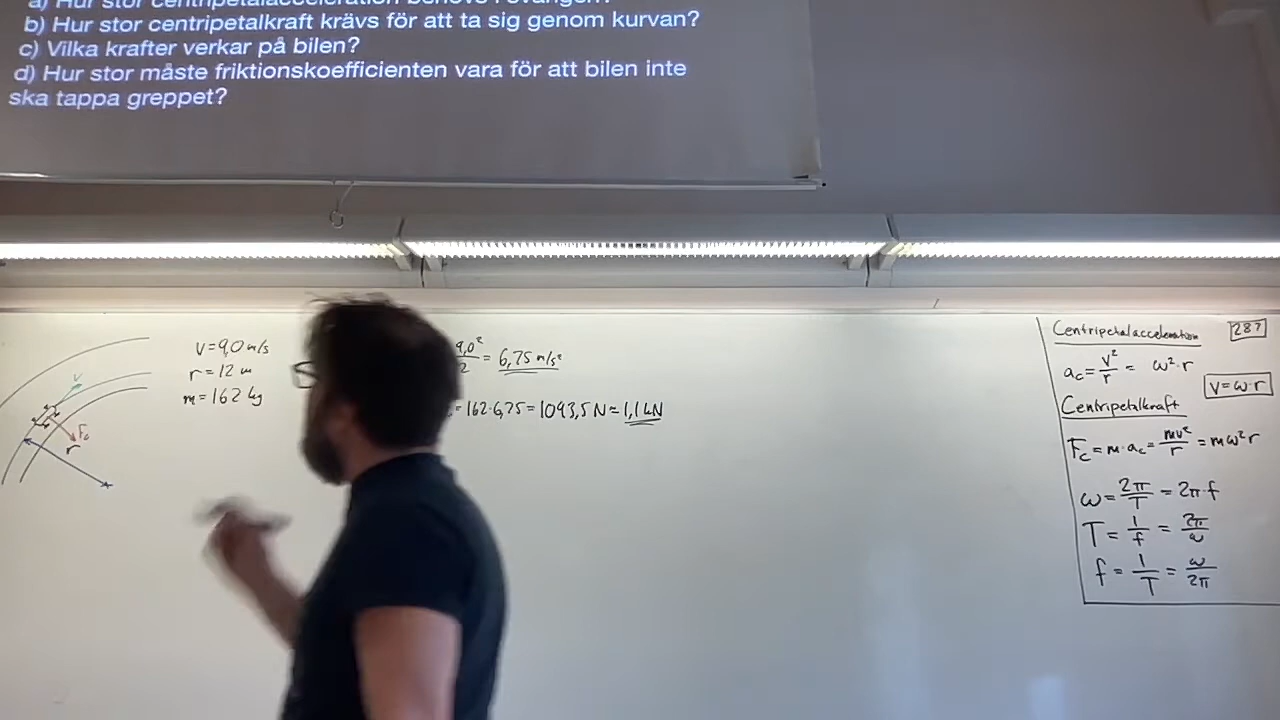 a) Hur stor centripetalacceleration behövs i svängen?
b) Hur stor centripetalkraft krävs för att ta sig genom kurvan?
c) Vilka krafter verkar på bilen?
d) Hur stor måste friktionskoefficienten vara för att bilen inte
ska tappa greppet?
v
Fc
r
v = 9,0 m/s
r = 12 m
m = 162 kg
9,0²/2 = 6,75 m/s²
= 162·6,75 = 1093,5 N ≈ 1,1 kN
Centripetalacceleration 287
ac = v²/r = ω²·r
v = ω·r
Centripetalkraft
Fc = m·ac = mv²/r = mω²r
ω = 2π/T = 2π·f
T = 1/f = 2π/ω
f = 1/T = ω/2π